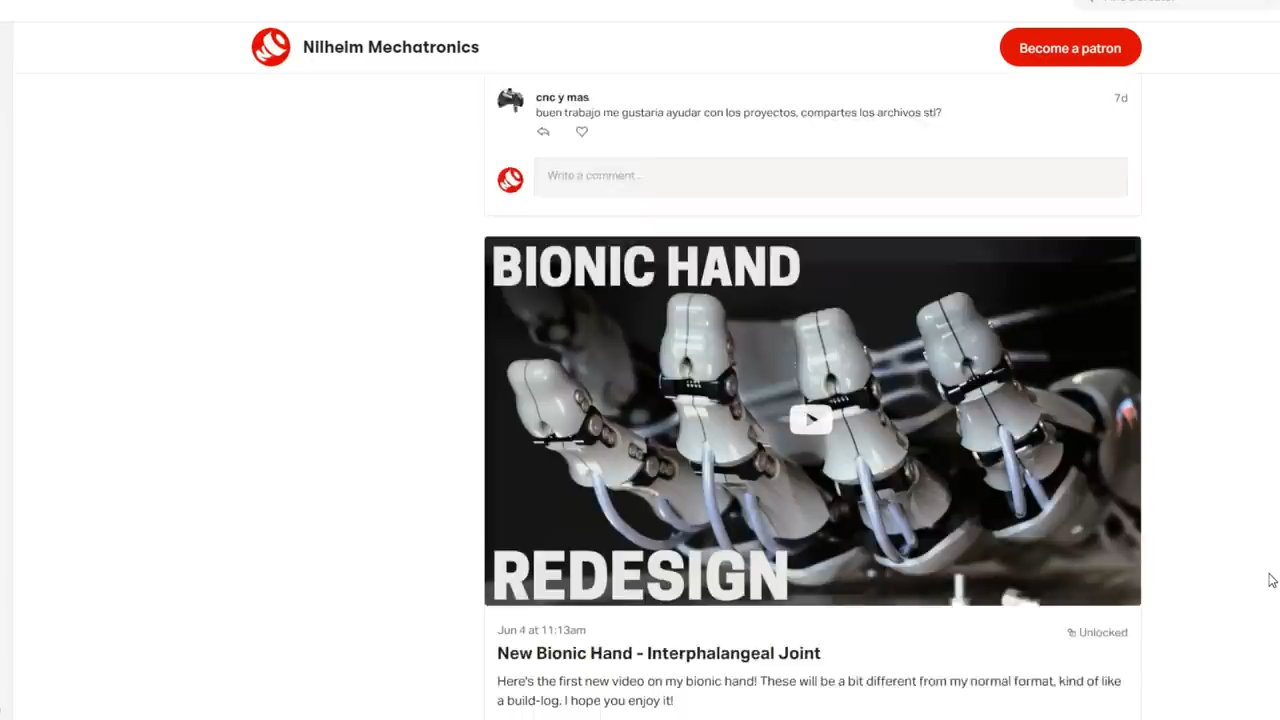 Nilheim Mechatronics
Become a patron
cnc y mas
7d
buen trabajo me gustaria ayudar con los proyectos, compartes los archivos stl?
Write a comment...
BIONIC HAND
REDESIGN
Jun 4 at 11:13am
Unlocked
New Bionic Hand - Interphalangeal Joint
Here's the first new video on my bionic hand! These will be a bit different from my normal format, kind of like
a build-log. I hope you enjoy it!